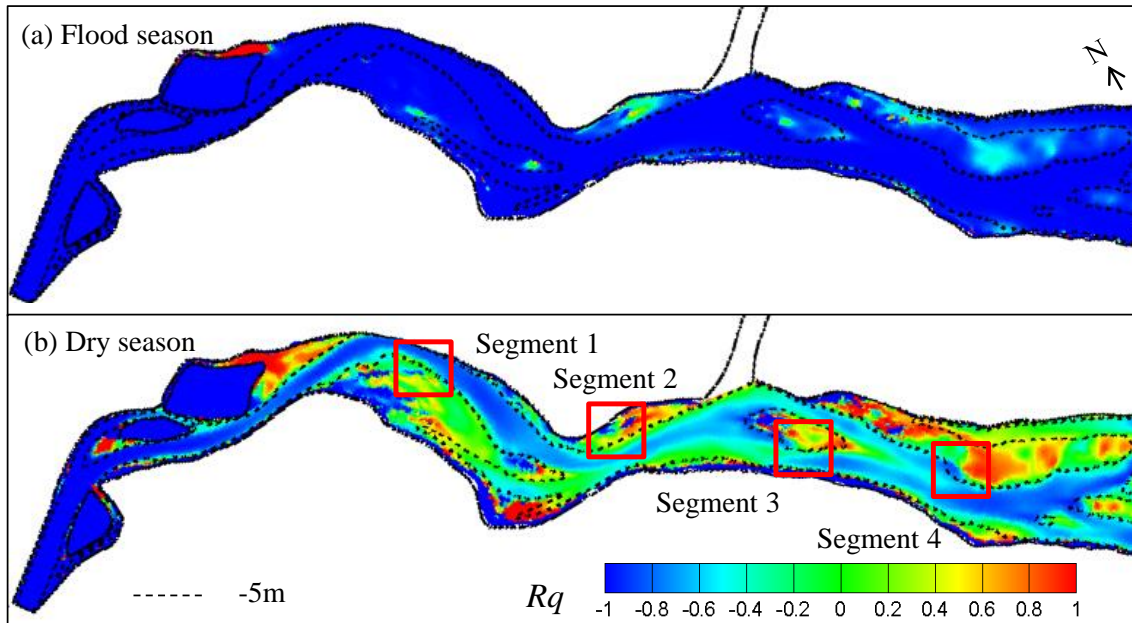 (a) Flood season
N
(b) Dry season
Segment 1
Segment 2
Segment 3
Segment 4
-5m
Rq
-1 -0.8 -0.6 -0.4 -0.2 0 0.2 0.4 0.6 0.8 1